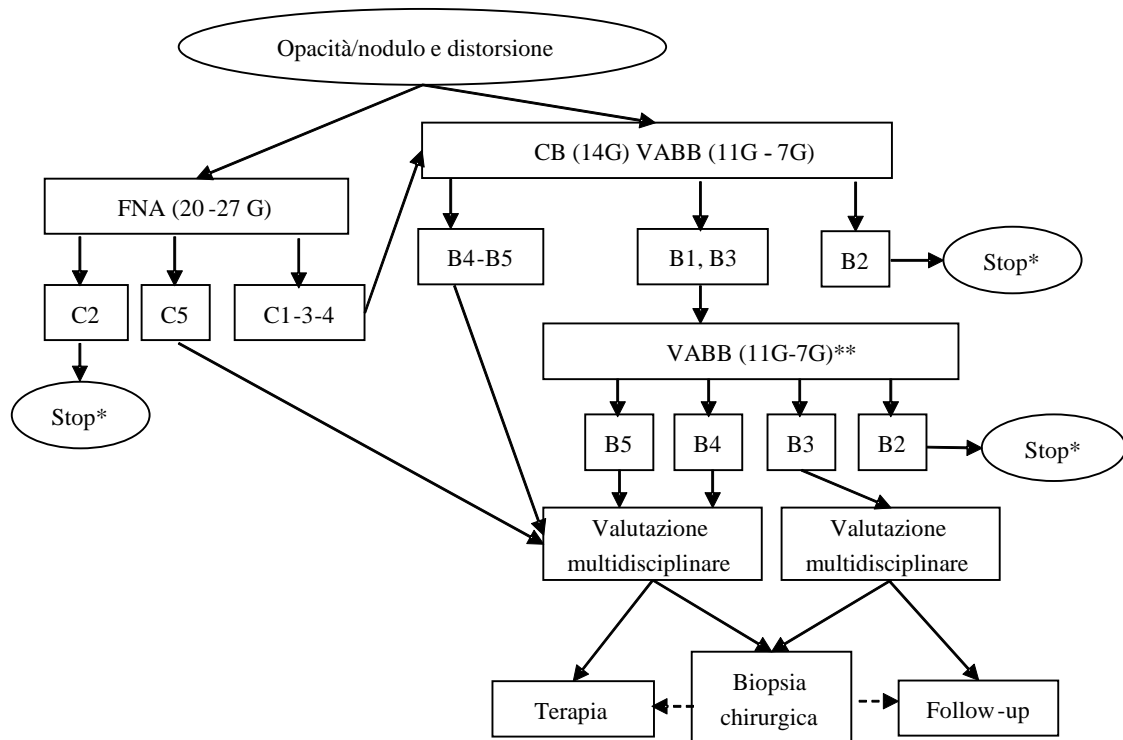 Opacità/nodulo e distorsione
CB (14G) VABB (11G - 7G)
FNA (20 -27 G)
B4-B5
B1, B3
B2
Stop*
C2
C5
C1-3-4
VABB (11G-7G)**
Stop*
B5
B4
B3
B2
Stop*
Valutazione
multidisciplinare
Valutazione
multidisciplinare
Terapia
Biopsia
chirurgica
Follow-up